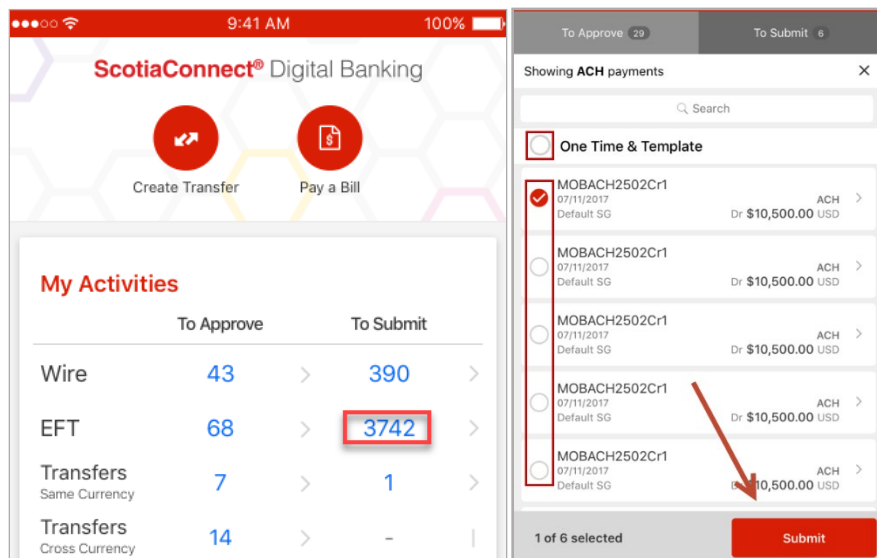 9:41 AM 100%
ScotiaConnect® Digital Banking
Create Transfer Pay a Bill
My Activities
To Approve To Submit
Wire 43 390
EFT 68 3742
Transfers
Same Currency 7 1
Transfers
Cross Currency 14 -
To Approve 29 To Submit 6
Showing ACH payments
Search
One Time & Template
MOBACH2502Cr1
07/11/2017 ACH
Default SG Dr $10,500.00 USD
MOBACH2502Cr1
07/11/2017 ACH
Default SG Dr $10,500.00 USD
MOBACH2502Cr1
07/11/2017 ACH
Default SG Dr $10,500.00 USD
MOBACH2502Cr1
07/11/2017 ACH
Default SG Dr $10,500.00 USD
MOBACH2502Cr1
07/11/2017 ACH
Default SG $10,500.00 USD
1 of 6 selected Submit